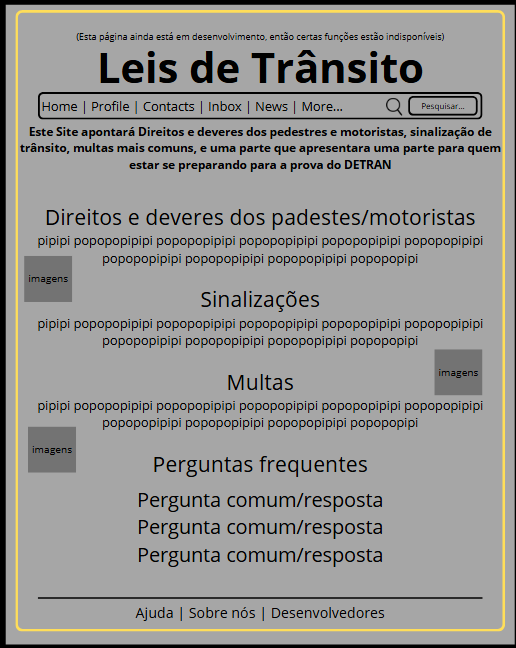 (Esta página ainda está em desenvolvimento, então certas funções estão indisponíveis)
Leis de Trânsito
Home | Profile | Contacts | Inbox | News | More...
Pesquisar...
Este Site apontará Direitos e deveres dos pedestres e motoristas, sinalização de
trânsito, multas mais comuns, e uma parte que apresentara uma parte para quem
estar se preparando para a prova do DETRAN
Direitos e deveres dos padestes/motoristas
pipipi popopopipipi popopopipipi popopopipipi popopopipipi popopopipipi
popopopipipi popopopipipi popopopipipi popopopipi
imagens
Sinalizações
pipipi popopopipipi popopopipipi popopopipipi popopopipipi popopopipipi
popopopipipi popopopipipi popopopipipi popopopipi
imagens
Multas
pipipi popopopipipi popopopipipi popopopipipi popopopipipi popopopipipi
popopopipipi popopopipipi popopopipipi popopopipi
imagens
Perguntas frequentes
Pergunta comum/resposta
Pergunta comum/resposta
Pergunta comum/resposta
Ajuda | Sobre nós | Desenvolvedores